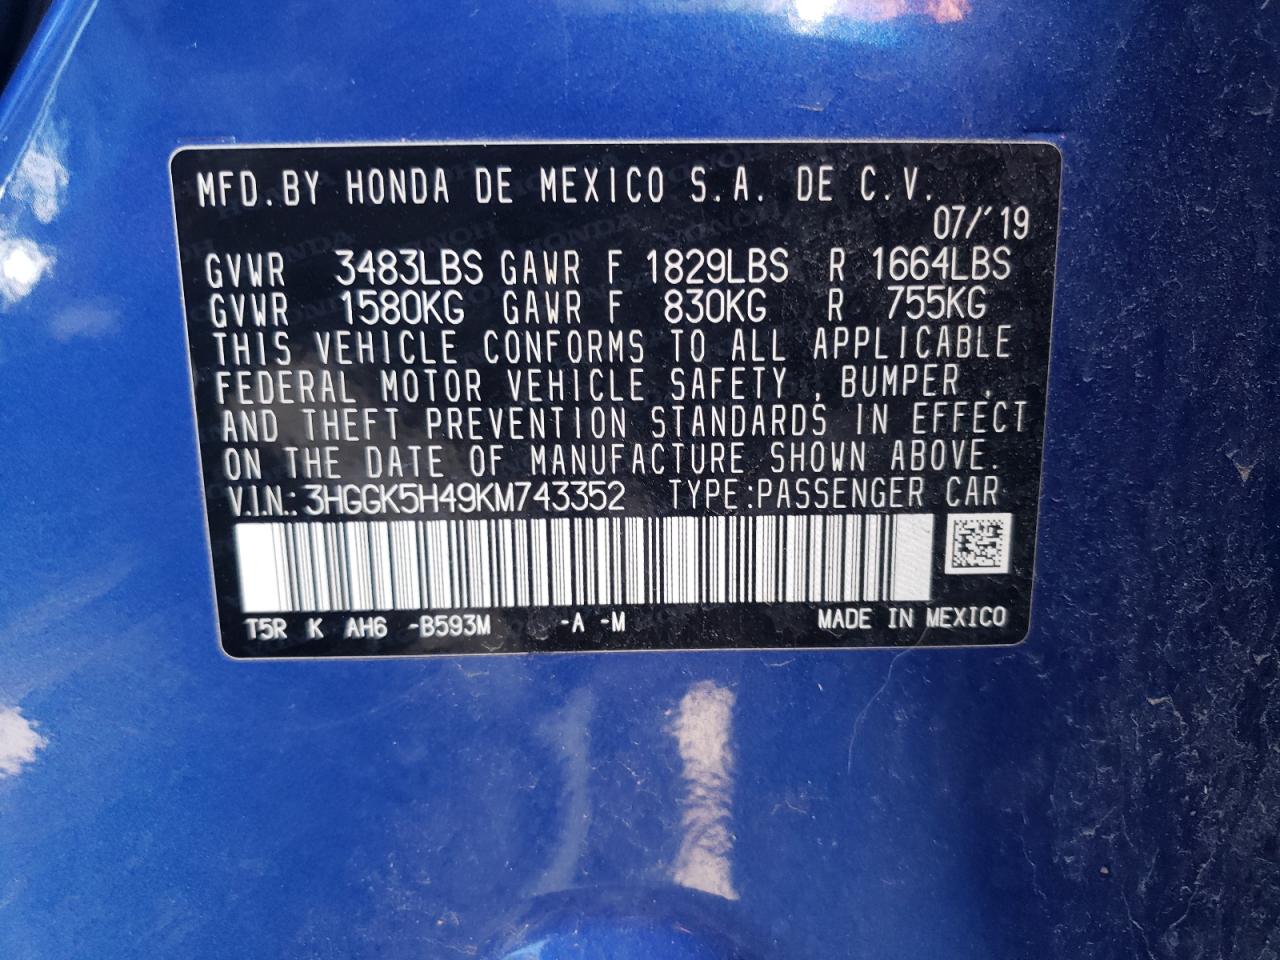 MFD.BY HONDA DE MEXICO S.A. DE C.V.
07/'19
GVWR 3483LBS GAWR F 1829LBS R 1664LBS
GVWR 1580KG GAWR F 830KG R 755KG
THIS VEHICLE CONFORMS TO ALL APPLICABLE
FEDERAL MOTOR VEHICLE SAFETY , BUMPER ,
AND THEFT PREVENTION STANDARDS IN EFFECT
ON THE DATE OF MANUFACTURE SHOWN ABOVE.
V.I.N.: 3HGGK5H49KM743352 TYPE:PASSENGER CAR
T5R K AH6 -B593M -A -M MADE IN MEXICO